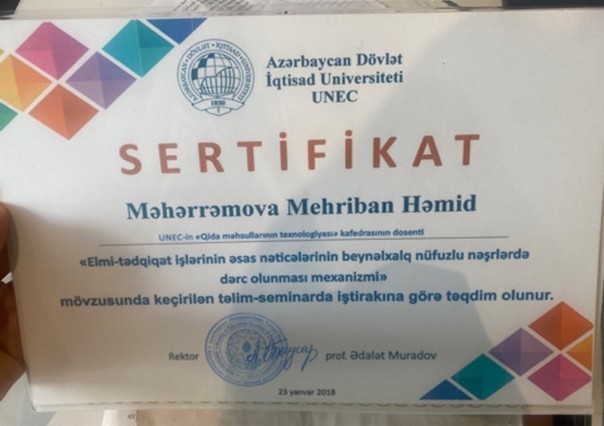 Azərbaycan Dövlət
İqtisad Universiteti
UNEC
1930
SERTİFİKAT
Məhərrəmova Mehriban Həmid
UNEC-in «Qida məhsullarının texnologiyası» kafedrasının dosenti
«Elmi-tədqiqat işlərinin əsas nəticələrinin beynəlxalq nüfuzlu nəşrlərdə
dərc olunması mexanizmi»
mövzusunda keçirilən təlim-seminarda iştirakına görə təqdim olunur.
Rektor prof. Ədalət Muradov
23 yanvar 2018